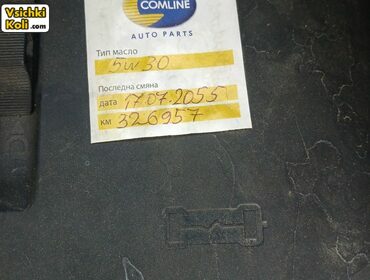 Vsichki
Koli.com
COMLINE
AUTO PARTS
Тип масло
5w30
Последна смяна
дата 17.07.2055
км 326957